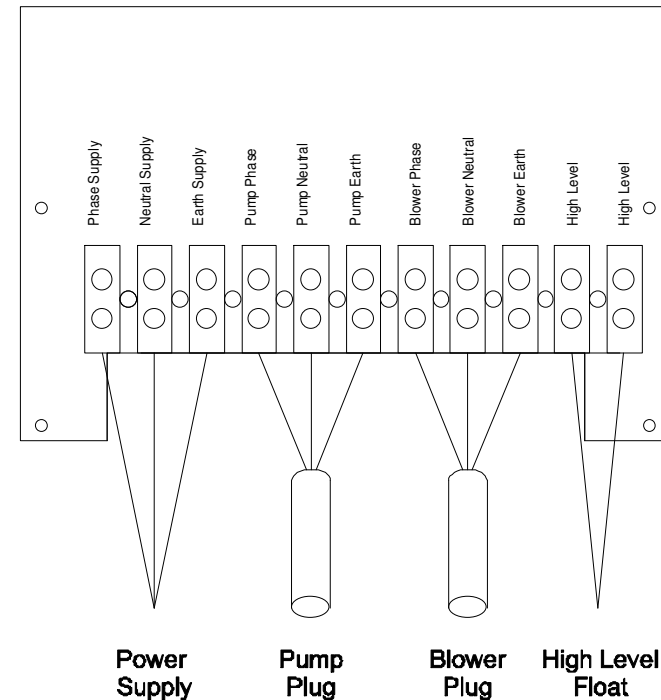 Phase Supply
Neutral Supply
Earth Supply
Pump Phase
Pump Neutral
Pump Earth
Blower Phase
Blower Neutral
Blower Earth
High Level
High Level
Power
Supply
Pump
Plug
Blower
Plug
High Level
Float